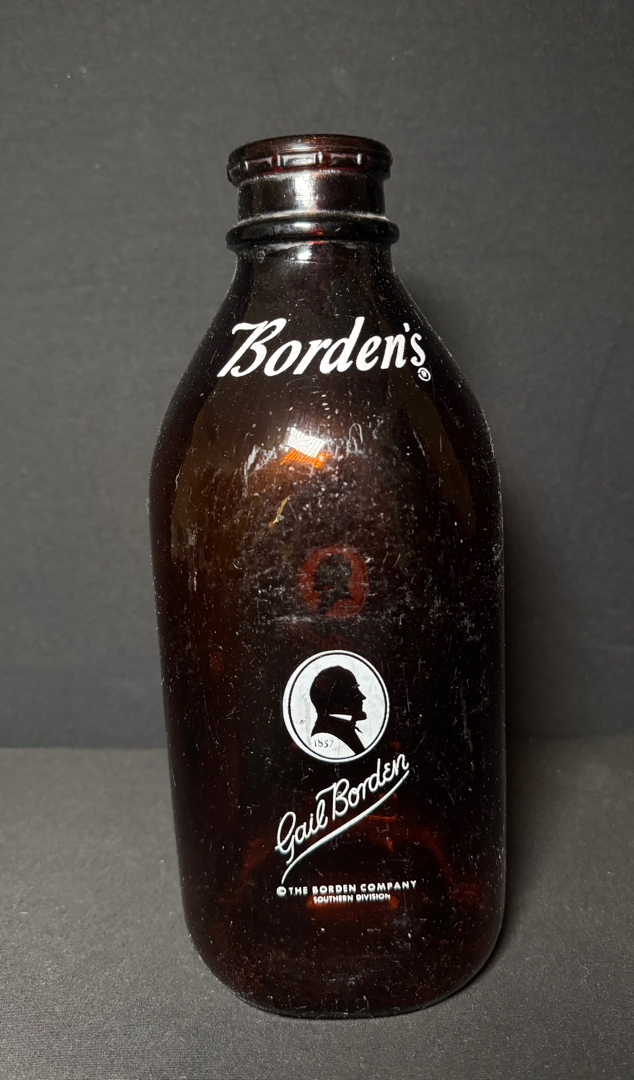 Borden's®
1857
Gail Borden
© THE BORDEN COMPANY
SOUTHERN DIVISION